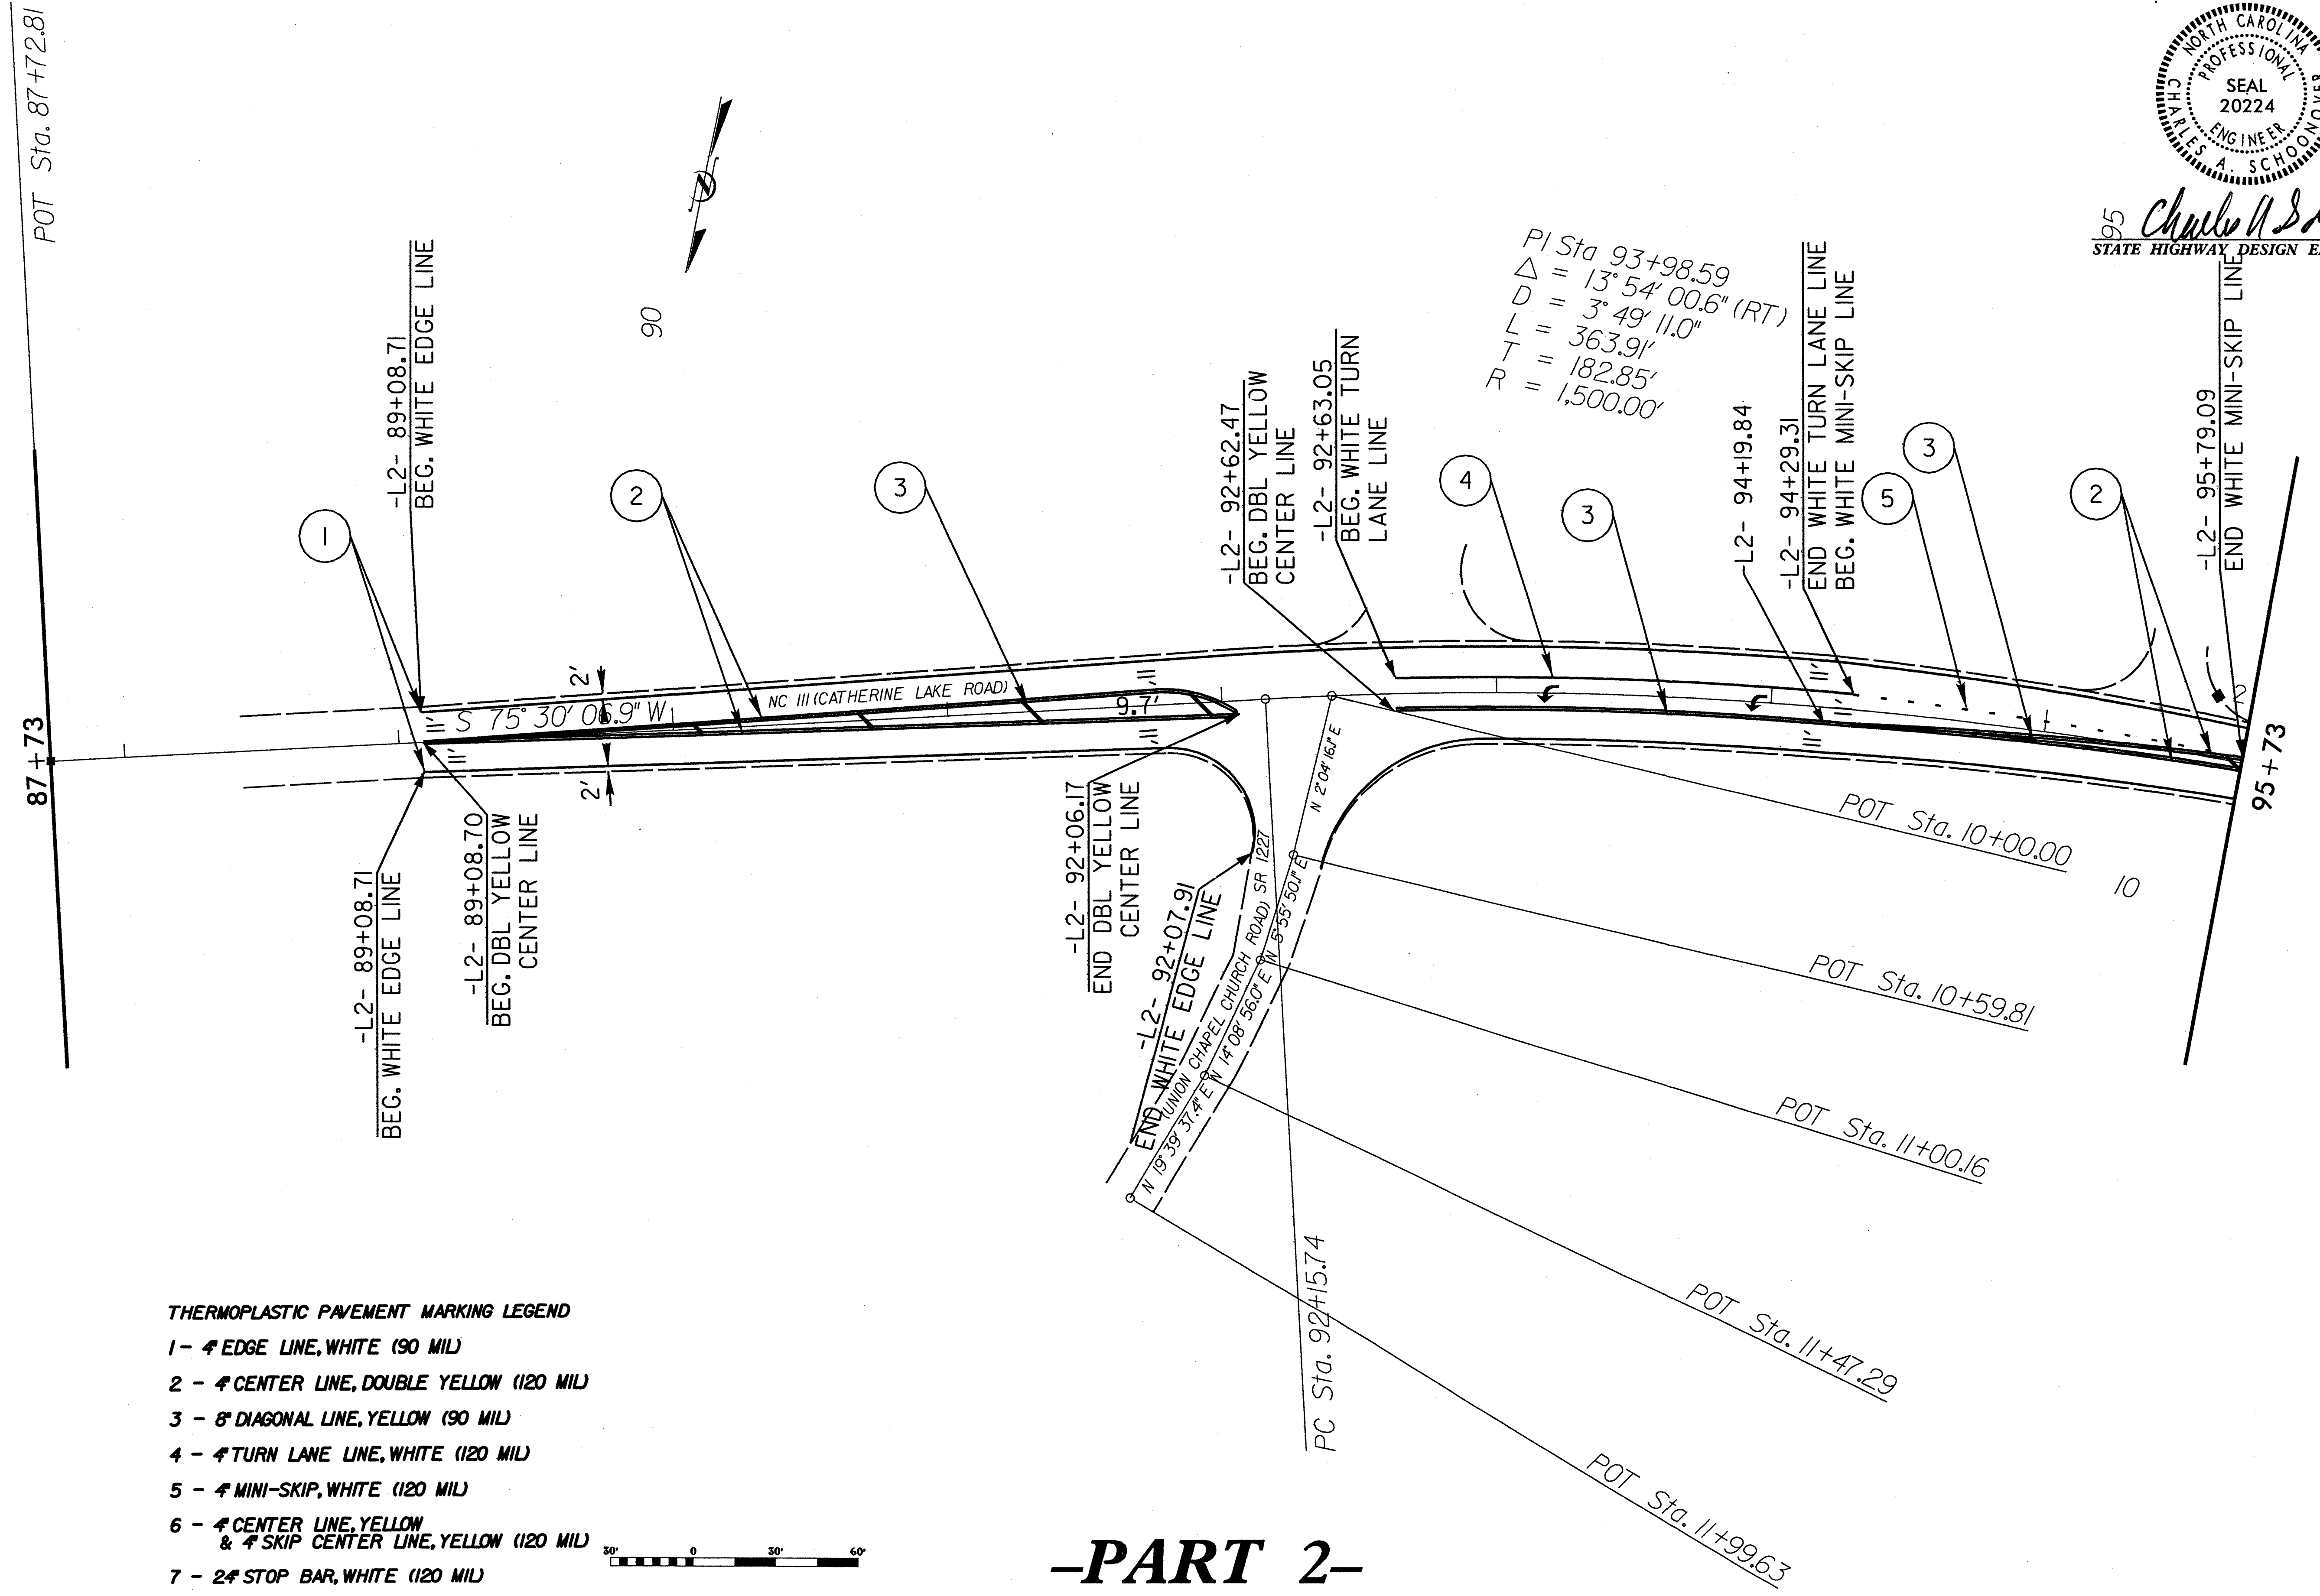 POT Sta. 87+72.81
NORTH CAROLINA
PROFESSIONAL
SEAL
20224
ENGINEER
CHARLES A. SCHOONOVER
95
STATE HIGHWAY DESIGN
90
-L2- 89+08.71
BEG. WHITE EDGE LINE
PI Sta 93+98.59
△ = 13° 54' 00.6" (RT)
D = 3° 49' 11.0"
L = 363.91'
T = 182.85'
R = 1,500.00'
-L2- 92+62.47
BEG. DBL YELLOW
CENTER LINE
-L2- 92+63.05
BEG. WHITE TURN
LANE LINE
-L2- 94+19.84
-L2- 94+29.31
END WHITE TURN LANE LINE
BEG. WHITE MINI-SKIP LINE
-L2- 95+79.09
END WHITE MINI-SKIP LINE
1
2
3
4
3
5
3
2
2'
NC 111 (CATHERINE LAKE ROAD)
S 75° 30' 06.9" W
11'
11'
11'
11'
9.7'
11'
11'
11'
2
2'
87+73
95+73
-L2- 89+08.71
BEG. WHITE EDGE LINE
-L2- 89+08.70
BEG. DBL YELLOW
CENTER LINE
-L2- 92+06.17
END DBL YELLOW
CENTER LINE
-L2- 92+07.91
END WHITE EDGE LINE
(UNION CHAPEL CHURCH ROAD) SR 1227
N 2° 04' 16.1" E
N 5° 55' 50.1" E
N 14° 08' 56.0" E
N 19° 39' 37.4" E
POT Sta. 10+00.00
10
POT Sta. 10+59.81
POT Sta. 11+00.16
POT Sta. 11+47.29
POT Sta. 11+99.63
PC Sta. 92+15.74
THERMOPLASTIC PAVEMENT MARKING LEGEND
1 - 4" EDGE LINE, WHITE (90 MIL)
2 - 4" CENTER LINE, DOUBLE YELLOW (120 MIL)
3 - 8" DIAGONAL LINE, YELLOW (90 MIL)
4 - 4" TURN LANE LINE, WHITE (120 MIL)
5 - 4" MINI-SKIP, WHITE (120 MIL)
6 - 4" CENTER LINE, YELLOW
& 4" SKIP CENTER LINE, YELLOW (120 MIL)
7 - 24" STOP BAR, WHITE (120 MIL)
30' 0 30' 60'
-PART 2-